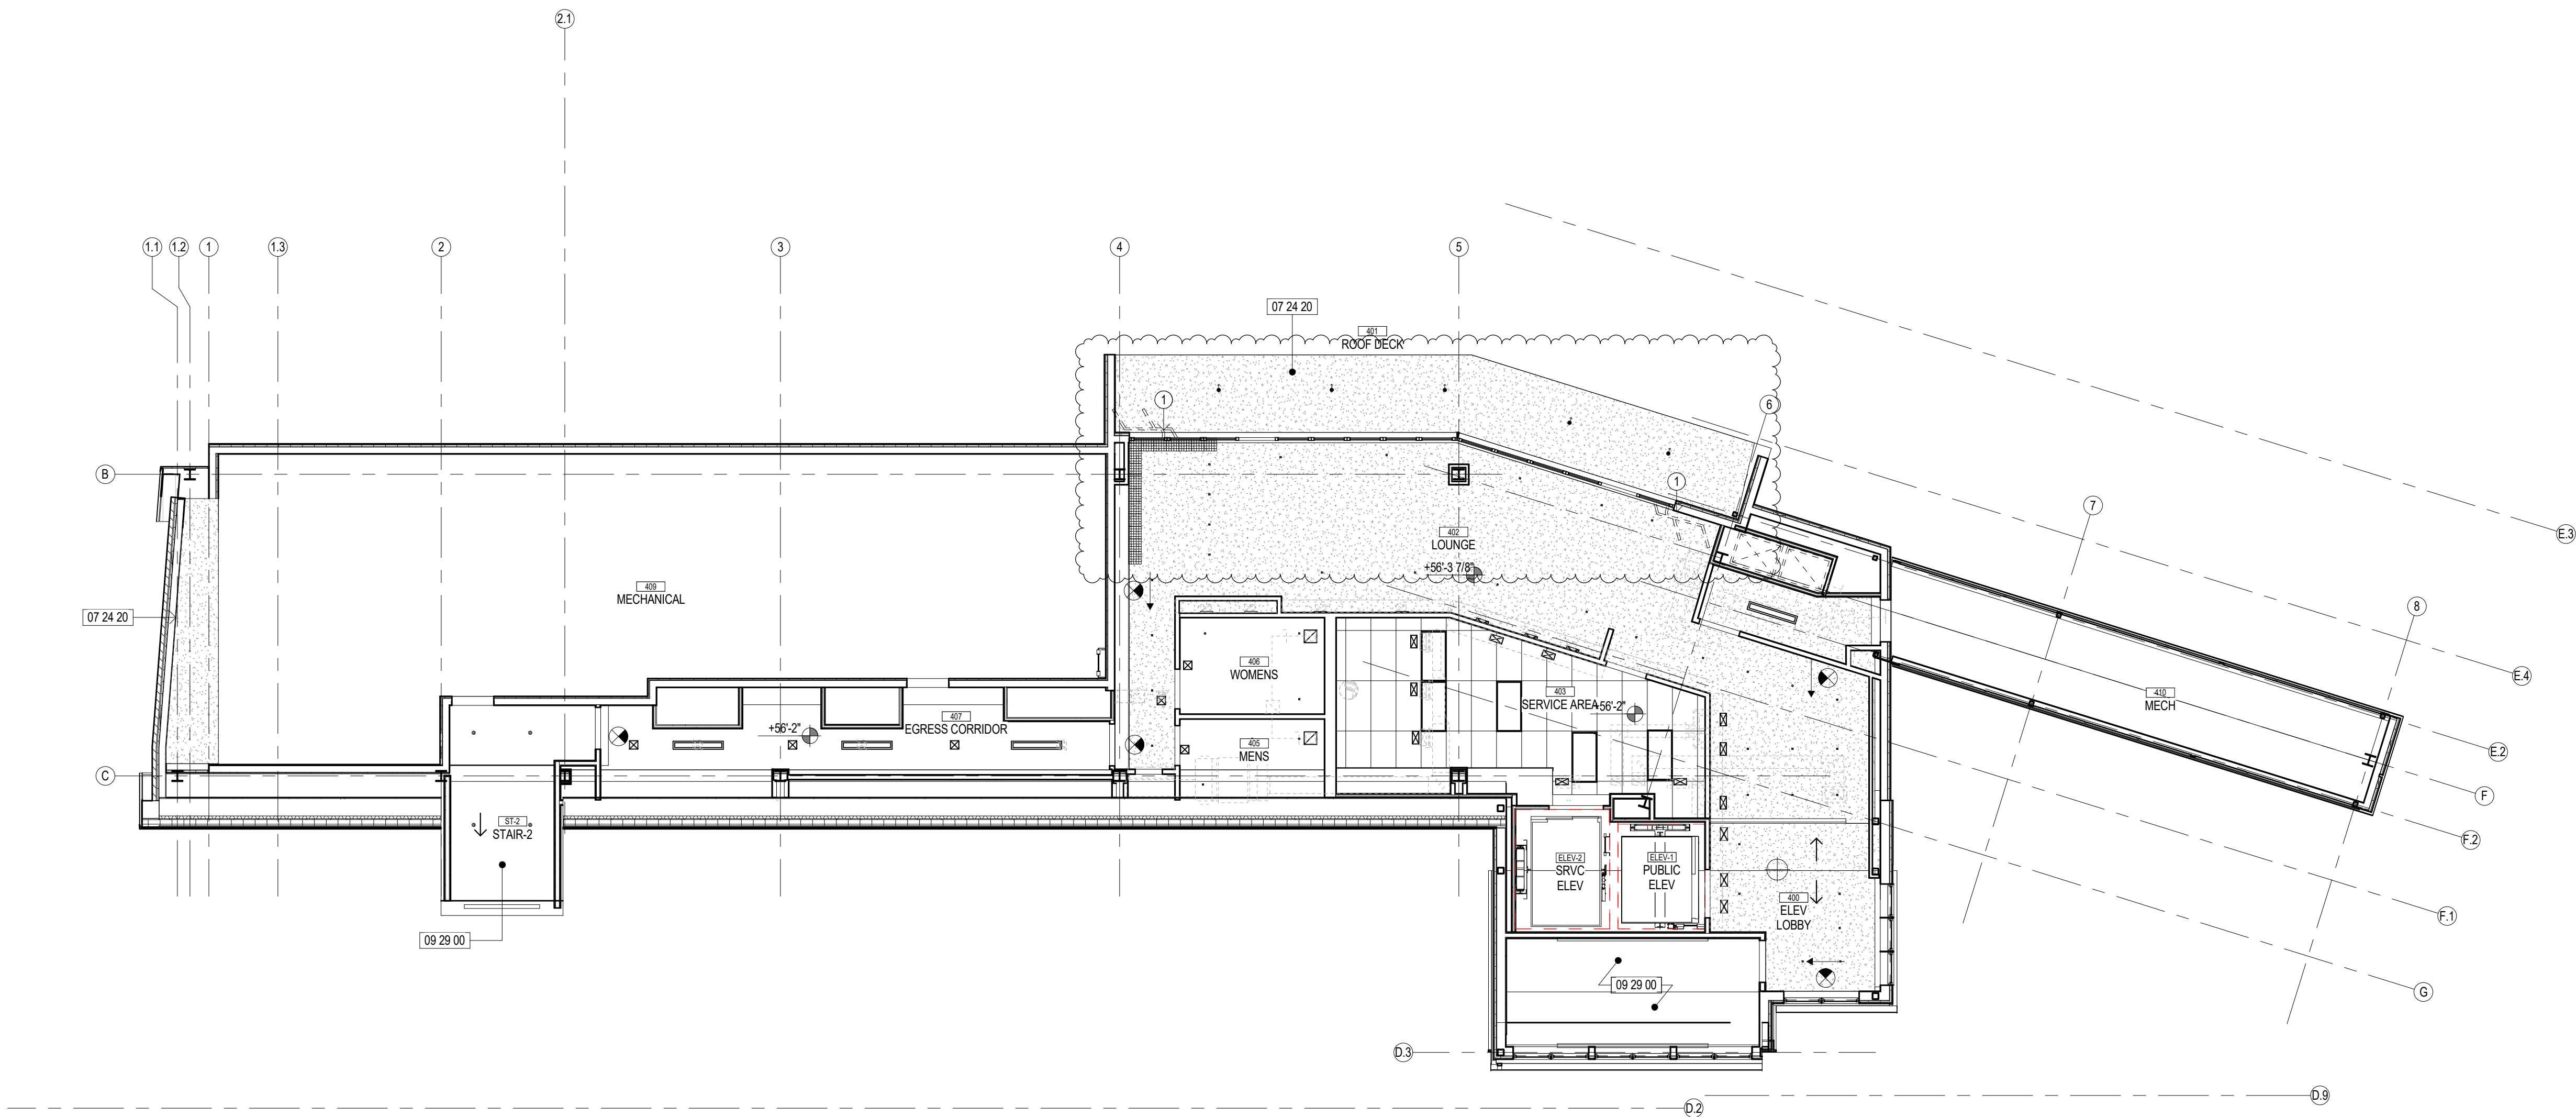 2.1
1.1
1.2
1
1.3
2
3
4
5
07 24 20
401
ROOF DECK
1
6
B
1
7
E.3
402
LOUNGE
+56'-3 7/8"
409
MECHANICAL
07 24 20
8
406
WOMENS
E.4
403
SERVICE AREA
+56'-2"
410
MECH
407
EGRESS CORRIDOR
+56'-2"
405
MENS
E.2
C
F
ST-2
STAIR-2
F.2
ELEV-2
SRVC
ELEV
ELEV-1
PUBLIC
ELEV
400
ELEV
LOBBY
F.1
09 29 00
09 29 00
G
D.3
D.9
D.2